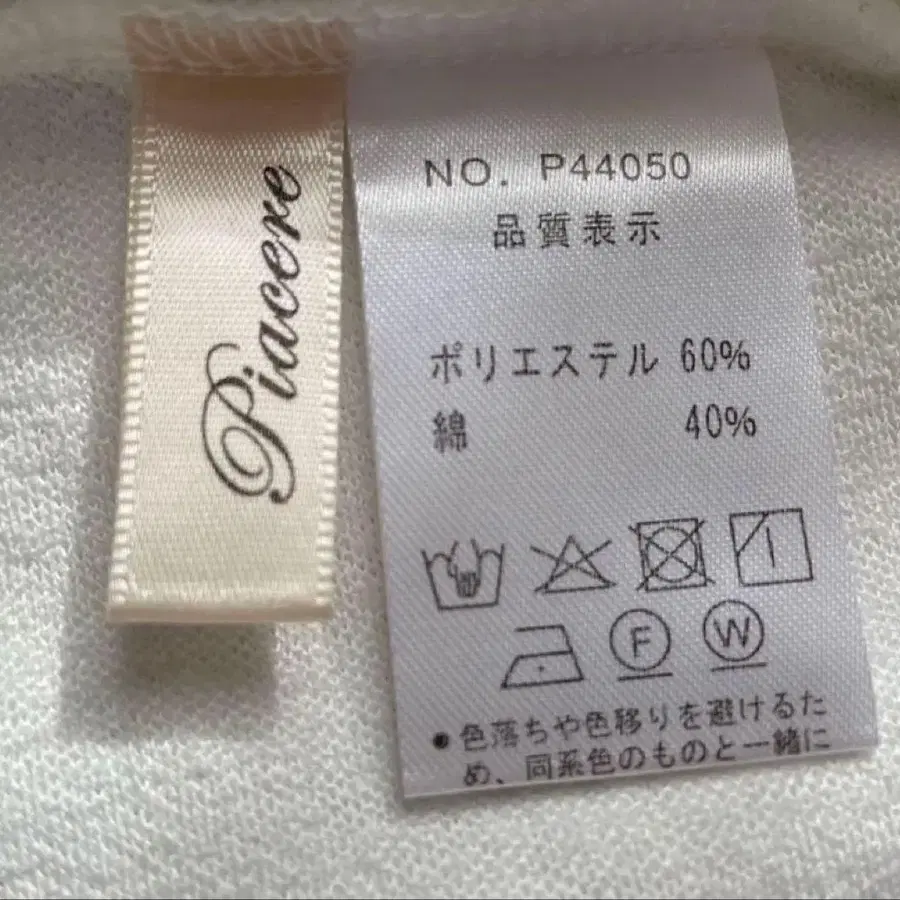 Piacere
NO. P44050
品質表示
ポリエステル 60%
綿 40%
F W
●色落ちや色移りを避けるた
め、同系色のものと一緒に